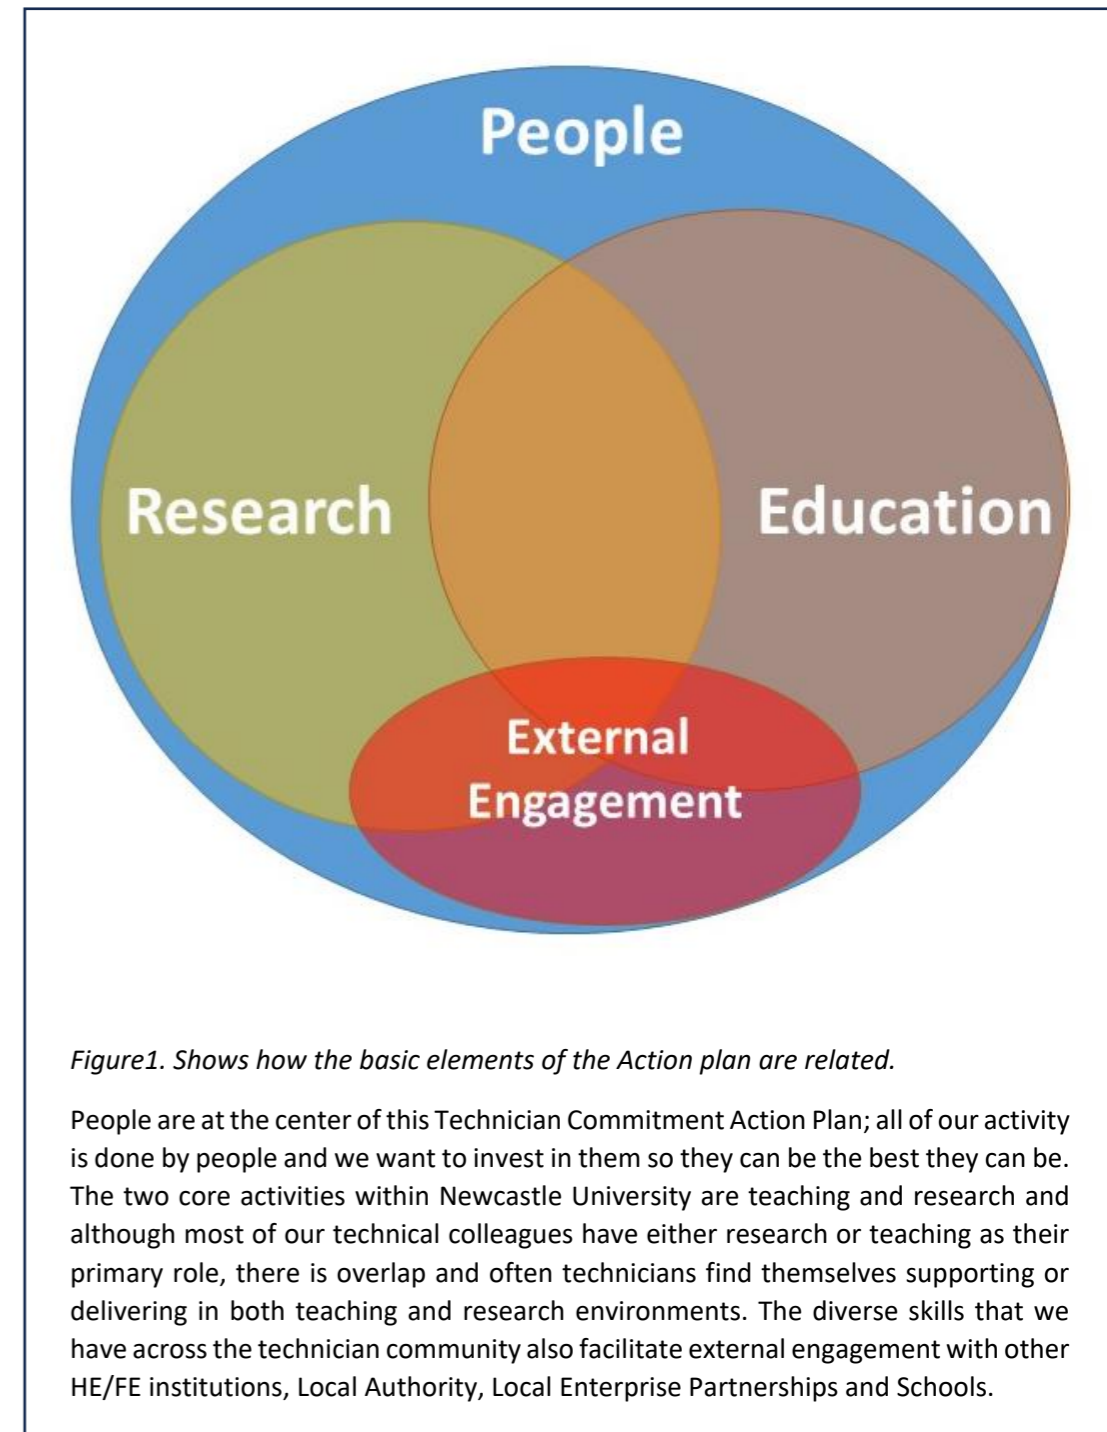 People
Research
Education
External
Engagement
Figure1. Shows how the basic elements of the Action plan are related.
People are at the center of this Technician Commitment Action Plan; all of our activity
is done by people and we want to invest in them so they can be the best they can be.
The two core activities within Newcastle University are teaching and research and
although most of our technical colleagues have either research or teaching as their
primary role, there is overlap and often technicians find themselves supporting or
delivering in both teaching and research environments. The diverse skills that we
have across the technician community also facilitate external engagement with other
HE/FE institutions, Local Authority, Local Enterprise Partnerships and Schools.